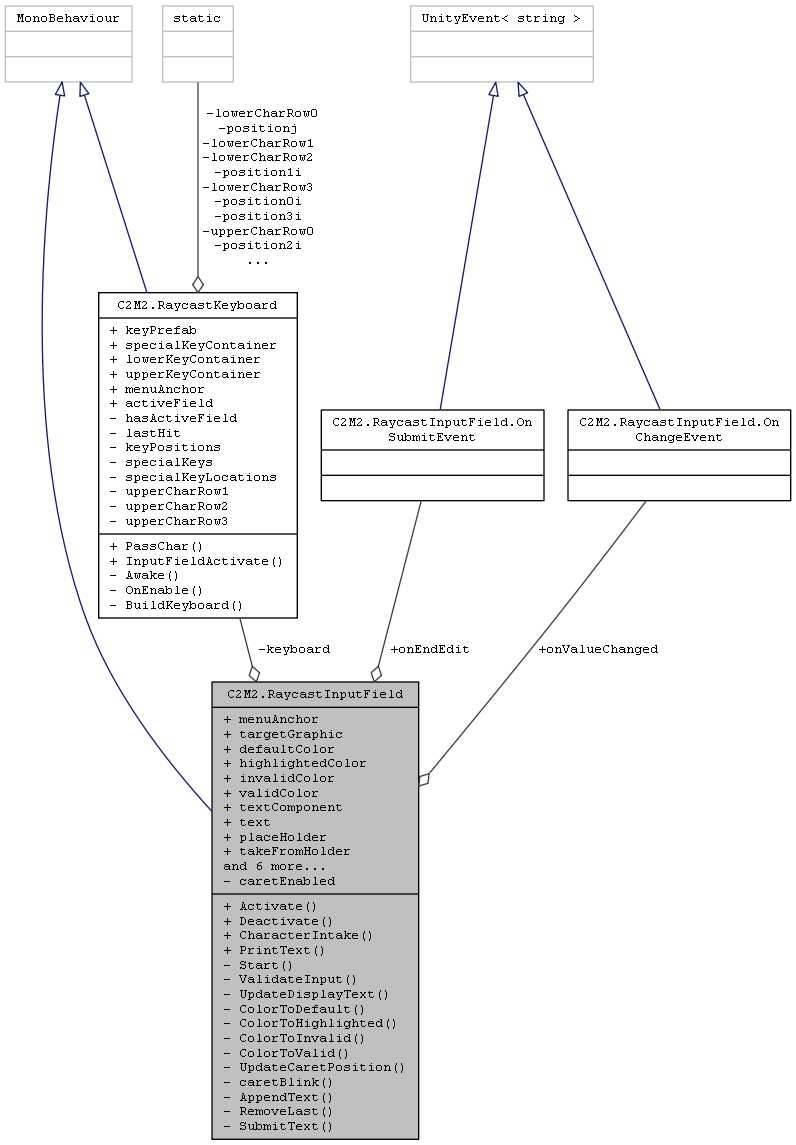 MonoBehaviour
static
UnityEvent< string >
-lowerCharRow0
-positionj
-lowerCharRow1
-lowerCharRow2
-position1i
-lowerCharRow3
-position0i
-position3i
-upperCharRow0
-position2i
...
C2M2.RaycastKeyboard
+ keyPrefab
+ specialKeyContainer
+ lowerKeyContainer
+ upperKeyContainer
+ menuAnchor
+ activeField
- hasActiveField
- lastHit
- keyPositions
- specialKeys
- specialKeyLocations
- upperCharRow1
- upperCharRow2
- upperCharRow3
+ PassChar()
+ InputFieldActivate()
- Awake()
- OnEnable()
- BuildKeyboard()
C2M2.RaycastInputField.On
SubmitEvent
C2M2.RaycastInputField.On
ChangeEvent
-keyboard
+onEndEdit
+onValueChanged
C2M2.RaycastInputField
+ menuAnchor
+ targetGraphic
+ defaultColor
+ highlightedColor
+ invalidColor
+ validColor
+ textComponent
+ text
+ placeHolder
+ takeFromHolder
and 6 more...
- caretEnabled
+ Activate()
+ Deactivate()
+ CharacterIntake()
+ PrintText()
- Start()
- ValidateInput()
- UpdateDisplayText()
- ColorToDefault()
- ColorToHighlighted()
- ColorToInvalid()
- ColorToValid()
- UpdateCaretPosition()
- caretBlink()
- AppendText()
- RemoveLast()
- SubmitText()